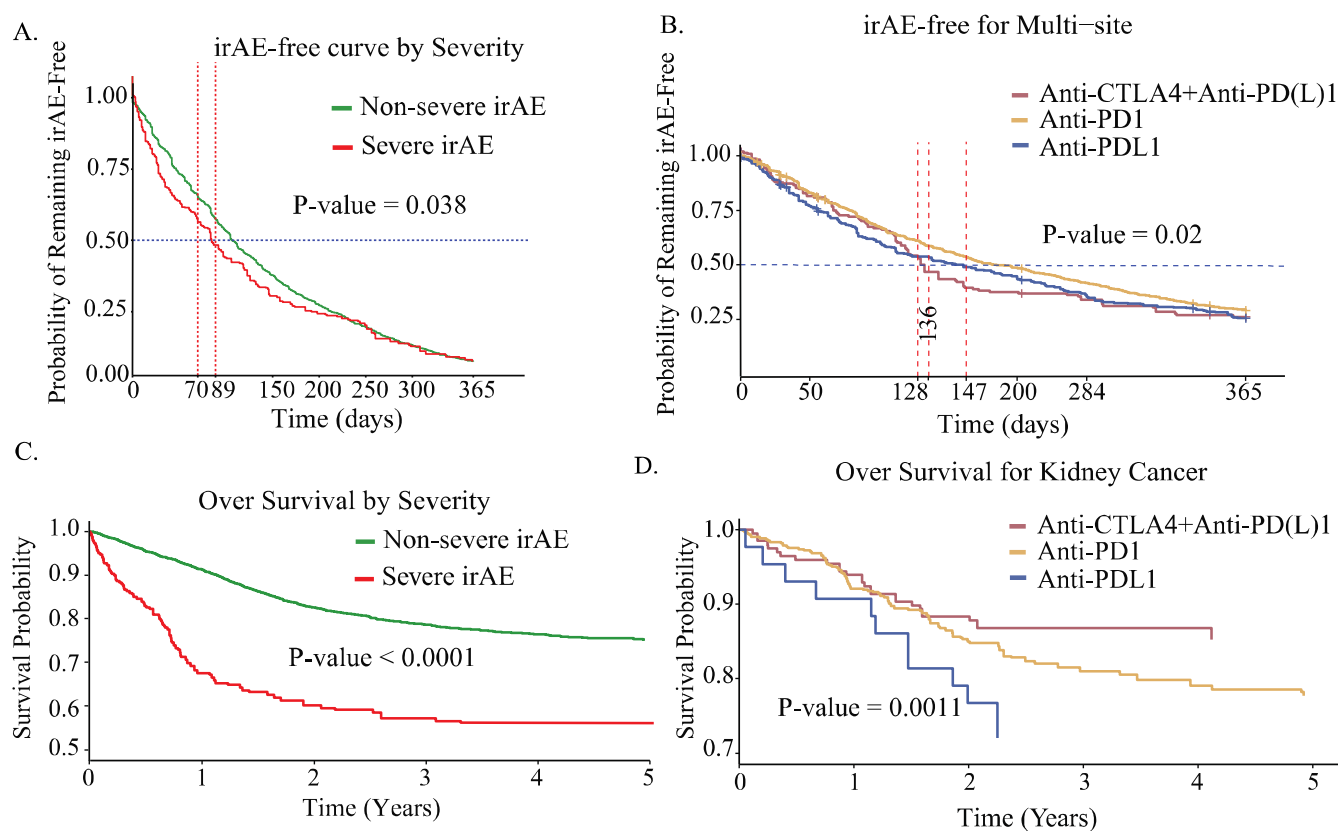 A.
irAE-free curve by Severity
Probability of Remaining irAE-Free
1.00
0.75
0.50
0.25
0.00
Non-severe irAE
Severe irAE
P-value = 0.038
0 70 89 150 200 250 300 365
Time (days)
B.
irAE-free for Multi-site
Probability of Remaining irAE-Free
Anti-CTLA4+Anti-PD(L)1
Anti-PD1
Anti-PDL1
1.00
0.75
0.50
0.25
P-value = 0.02
136
0 50 128 147 200 284 365
Time (days)
C.
Over Survival by Severity
Survival Probability
1.0
0.9
0.8
0.7
0.6
0.5
Non-severe irAE
Severe irAE
P-value < 0.0001
0 1 2 3 4 5
Time (Years)
D.
Over Survival for Kidney Cancer
Survival Probability
Anti-CTLA4+Anti-PD(L)1
Anti-PD1
Anti-PDL1
1.0
0.9
0.8
0.7
P-value = 0.0011
0 1 2 3 4 5
Time (Years)